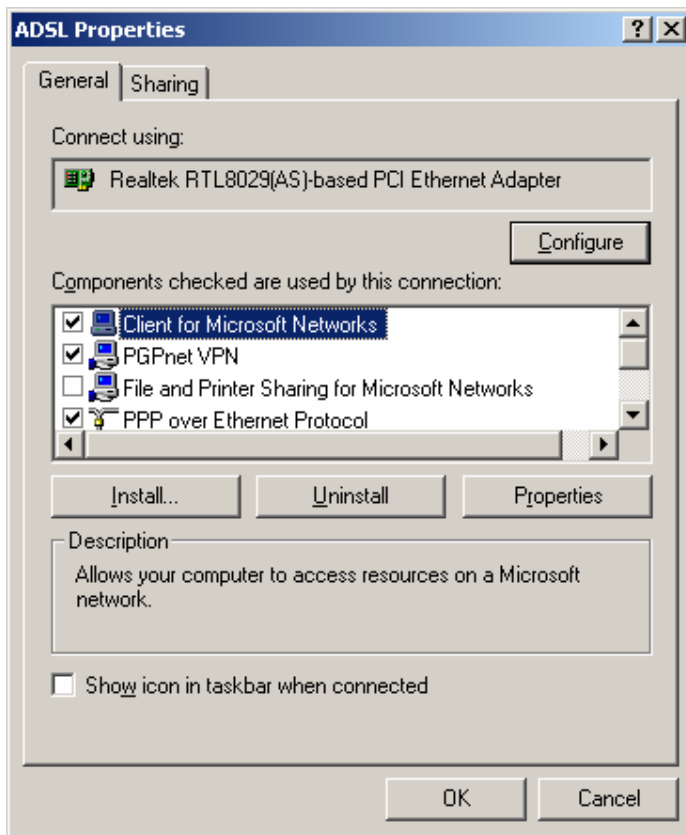 ADSL Properties
General Sharing
Connect using:
Realtek RTL8029(AS)-based PCI Ethernet Adapter
Configure
Components checked are used by this connection:
Client for Microsoft Networks
PGPnet VPN
File and Printer Sharing for Microsoft Networks
PPP over Ethernet Protocol
Install... Uninstall Properties
Description
Allows your computer to access resources on a Microsoft
network.
Show icon in taskbar when connected
OK Cancel